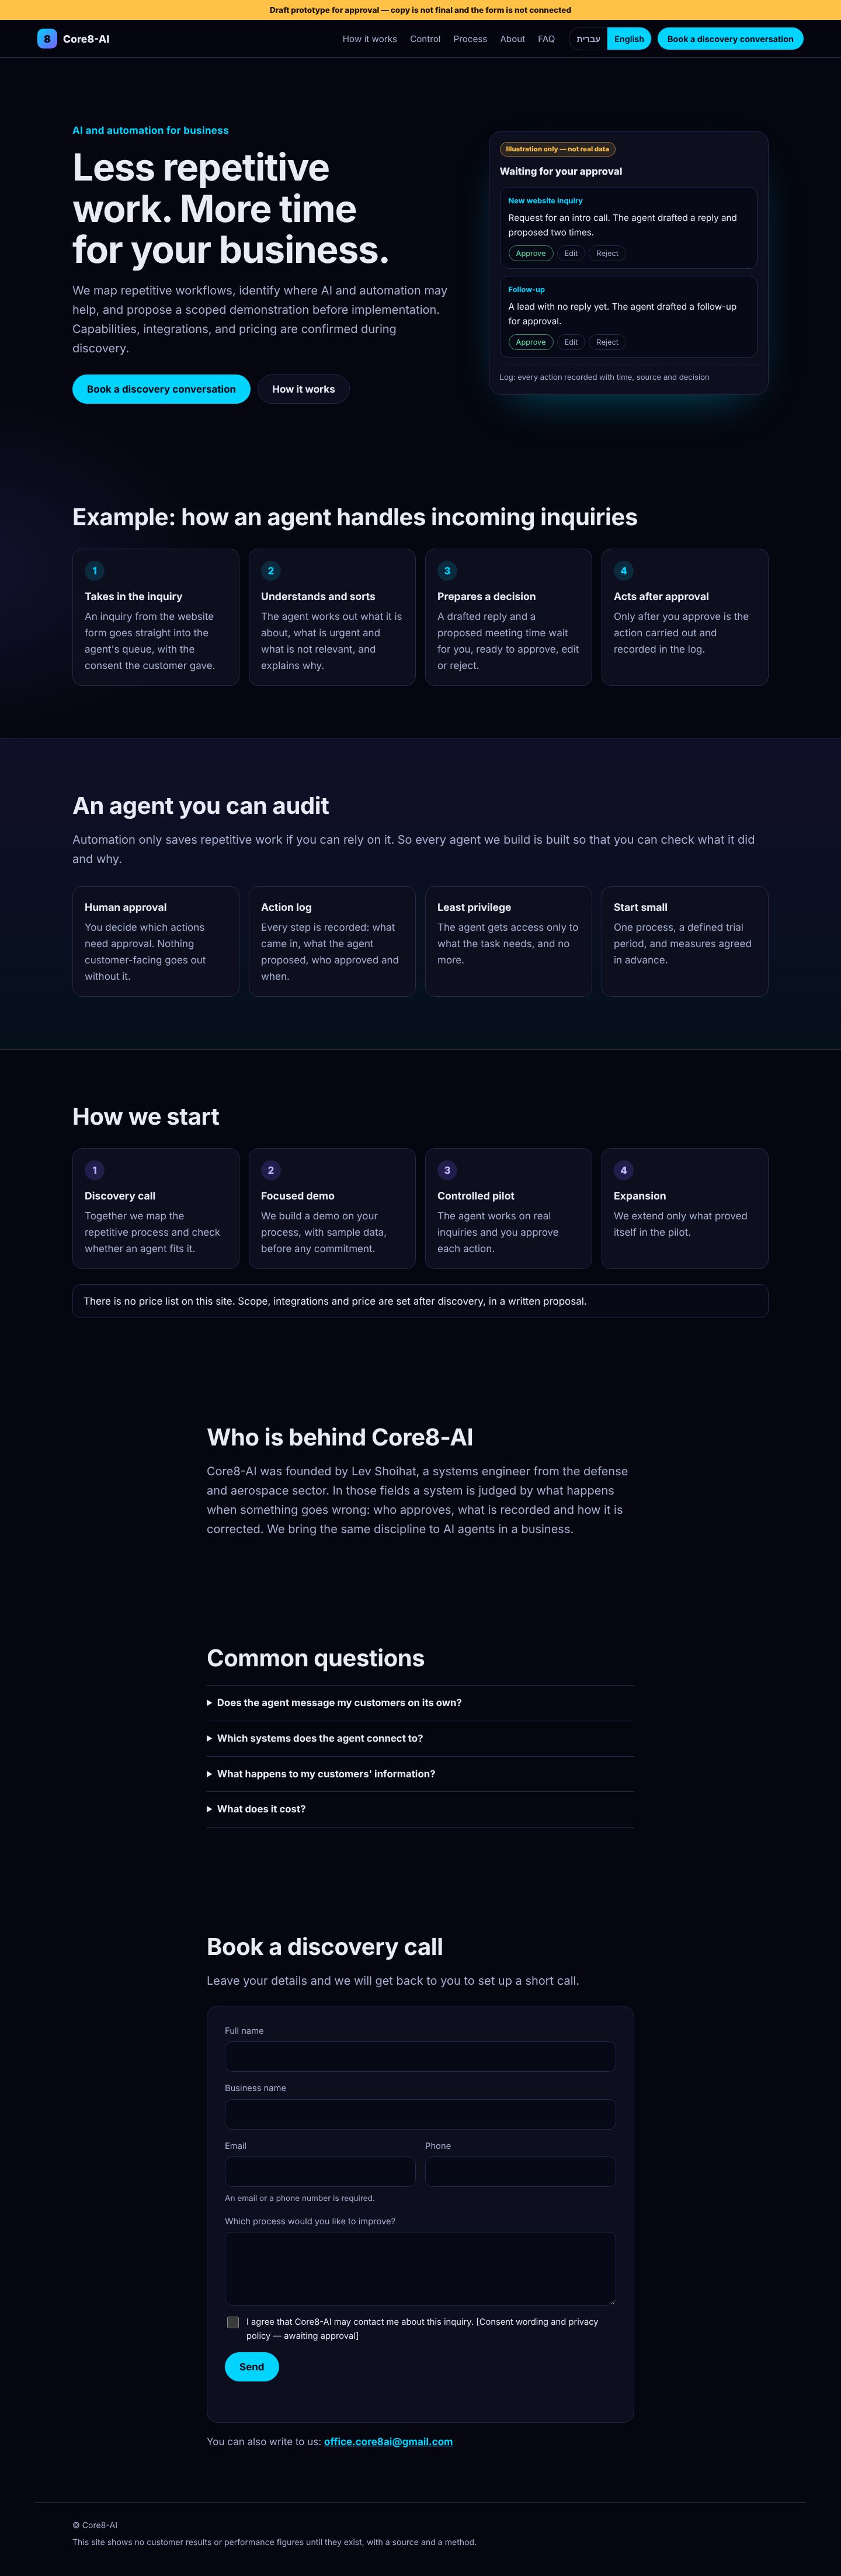 Draft prototype for approval — copy is not final and the form is not connected
8
Core8-AI
How it works
Control
Process
About
FAQ
עברית
English
Book a discovery conversation
AI and automation for business
Less repetitive
work. More time
for your business.
We map repetitive workflows, identify where AI and automation may
help, and propose a scoped demonstration before implementation.
Capabilities, integrations, and pricing are confirmed during
discovery.
Book a discovery conversation
How it works
Illustration only — not real data
Waiting for your approval
New website inquiry
Request for an intro call. The agent drafted a reply and
proposed two times.
Approve
Edit
Reject
Follow-up
A lead with no reply yet. The agent drafted a follow-up
for approval.
Approve
Edit
Reject
Log: every action recorded with time, source and decision
Example: how an agent handles incoming inquiries
1
Takes in the inquiry
An inquiry from the website
form goes straight into the
agent's queue, with the
consent the customer gave.
2
Understands and sorts
The agent works out what it is
about, what is urgent and
what is not relevant, and
explains why.
3
Prepares a decision
A drafted reply and a
proposed meeting time wait
for you, ready to approve, edit
or reject.
4
Acts after approval
Only after you approve is the
action carried out and
recorded in the log.
An agent you can audit
Automation only saves repetitive work if you can rely on it. So every agent we build is built so that you can check what it did
and why.
Human approval
You decide which actions
need approval. Nothing
customer-facing goes out
without it.
Action log
Every step is recorded: what
came in, what the agent
proposed, who approved and
when.
Least privilege
The agent gets access only to
what the task needs, and no
more.
Start small
One process, a defined trial
period, and measures agreed
in advance.
How we start
1
Discovery call
Together we map the
repetitive process and check
whether an agent fits it.
2
Focused demo
We build a demo on your
process, with sample data,
before any commitment.
3
Controlled pilot
The agent works on real
inquiries and you approve
each action.
4
Expansion
We extend only what proved
itself in the pilot.
There is no price list on this site. Scope, integrations and price are set after discovery, in a written proposal.
Who is behind Core8-AI
Core8-AI was founded by Lev Shoihat, a systems engineer from the defense
and aerospace sector. In those fields a system is judged by what happens
when something goes wrong: who approves, what is recorded and how it is
corrected. We bring the same discipline to AI agents in a business.
Common questions
Does the agent message my customers on its own?
Which systems does the agent connect to?
What happens to my customers' information?
What does it cost?
Book a discovery call
Leave your details and we will get back to you to set up a short call.
Full name
Business name
Email
Phone
An email or a phone number is required.
Which process would you like to improve?
I agree that Core8-AI may contact me about this inquiry. [Consent wording and privacy
policy — awaiting approval]
Send
You can also write to us: office.core8ai@gmail.com
© Core8-AI
This site shows no customer results or performance figures until they exist, with a source and a method.